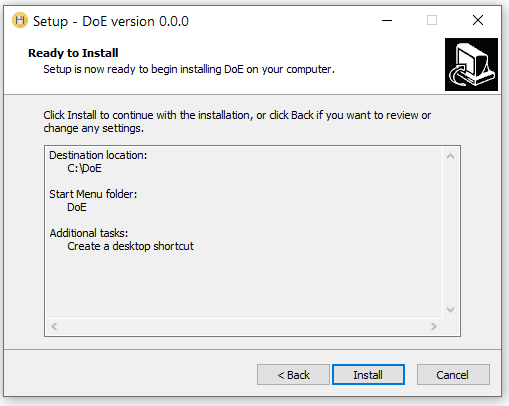 Setup - DoE version 0.0.0
Ready to Install
Setup is now ready to begin installing DoE on your computer.
Click Install to continue with the installation, or click Back if you want to review or
change any settings.
Destination location:
C:\DoE
Start Menu folder:
DoE
Additional tasks:
Create a desktop shortcut
< Back
Install
Cancel